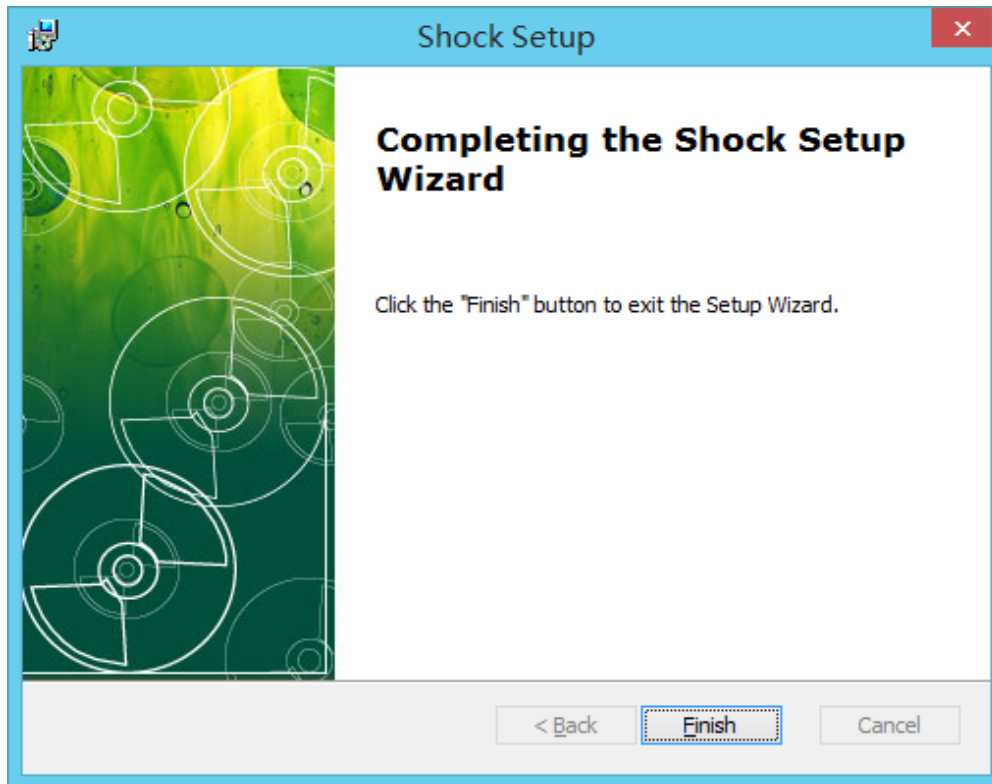 Shock Setup
Completing the Shock Setup
Wizard
Click the "Finish" button to exit the Setup Wizard.
< Back Finish Cancel